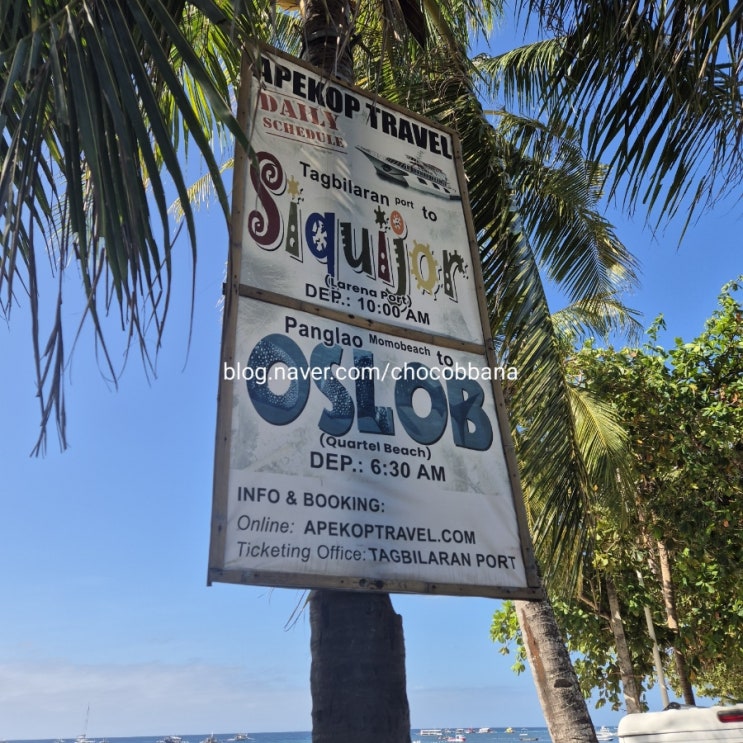 APEKOP TRAVEL
DAILY
SCHEDULE
Tagbilaran port to
Siquijor
(Larena Port)
DEP.: 10:00 AM
Panglao Momobeach to
OSLOB
blog.naver.com/chocobbana
(Quartel Beach)
DEP.: 6:30 AM
INFO & BOOKING:
Online: APEKOPTRAVEL.COM
Ticketing Office: TAGBILARAN PORT